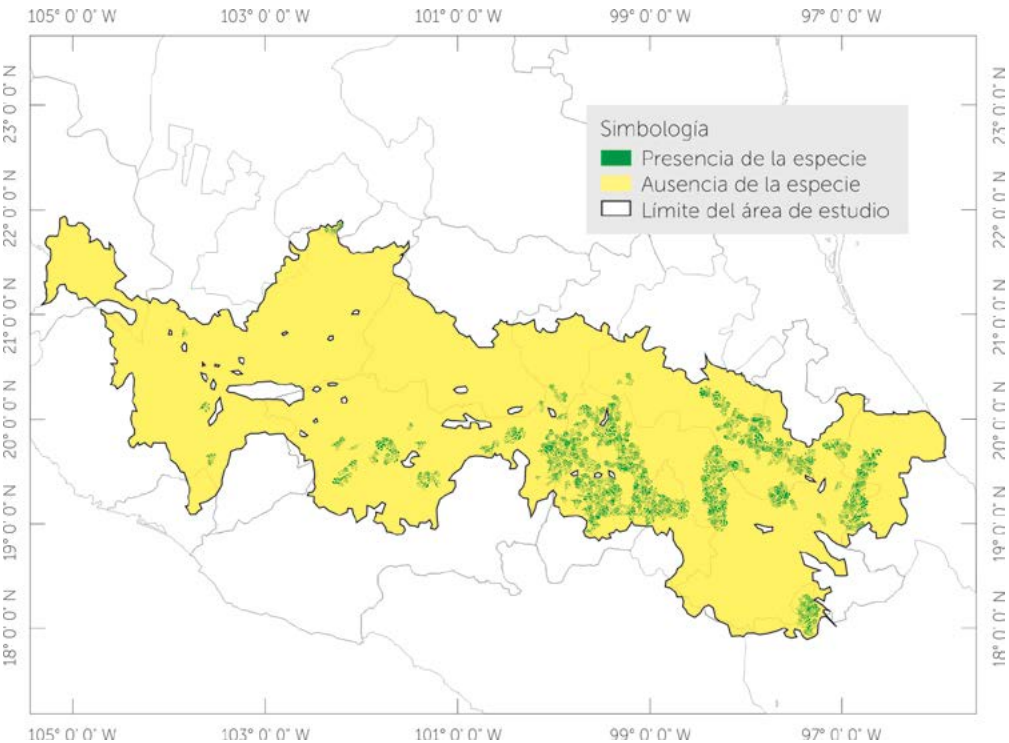 105° 0' 0" W 103° 0' 0" W 101° 0' 0" W 99° 0' 0" W 97° 0' 0" W
23° 0' 0" N
22° 0' 0" N
21° 0' 0" N
20° 0' 0" N
19° 0' 0" N
18° 0' 0" N
Simbología
Presencia de la especie
Ausencia de la especie
Límite del área de estudio
23° 0' 0" N
22° 0' 0" N
21° 0' 0" N
20° 0' 0" N
19° 0' 0" N
18° 0' 0" N
105° 0' 0" W 103° 0' 0" W 101° 0' 0" W 99° 0' 0" W 97° 0' 0" W